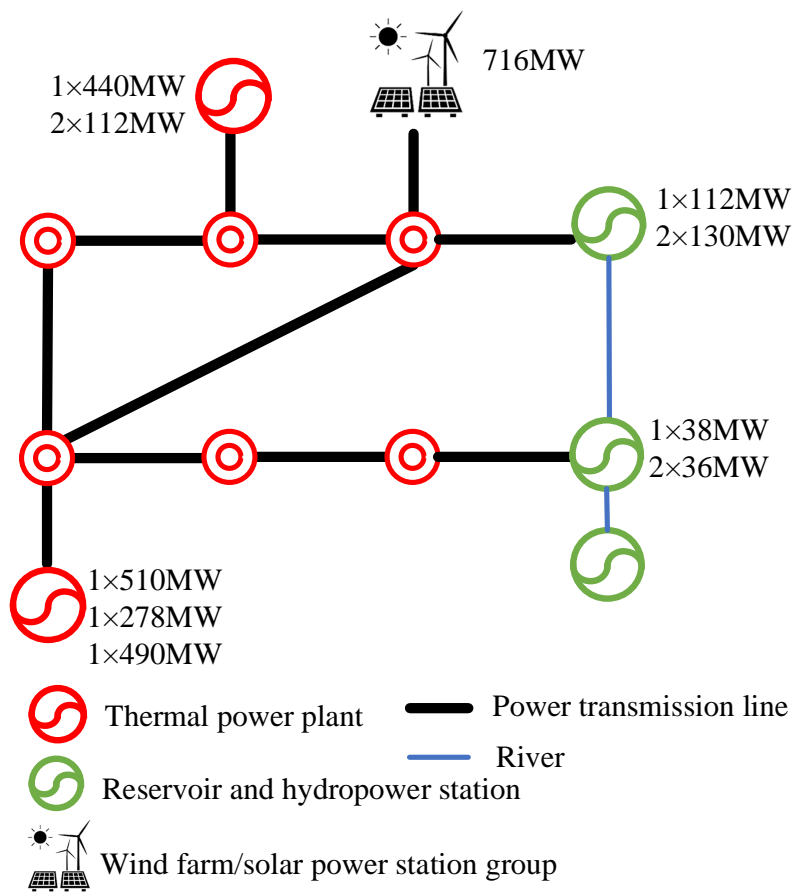 1×440MW
2×112MW
716MW
1×112MW
2×130MW
1×38MW
2×36MW
1×510MW
1×278MW
1×490MW
Thermal power plant
Power transmission line
River
Reservoir and hydropower station
Wind farm/solar power station group